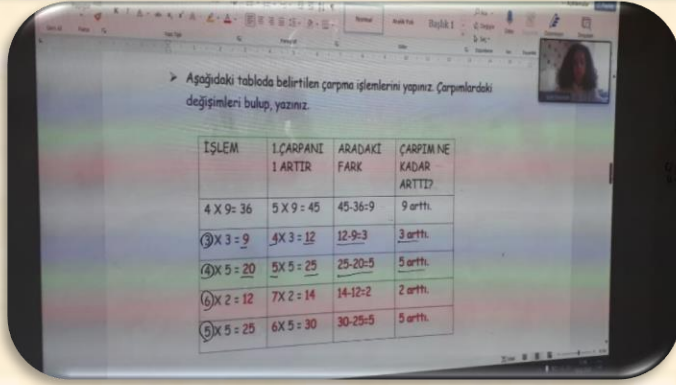 Başlık 1
➤ Aşağıdaki tabloda belirtilen çarpma işlemlerini yapınız. Çarpımlardaki
değişimleri bulup, yazınız.
İŞLEM 1.ÇARPANI 1 ARTIR ARADAKİ FARK ÇARPIM NE KADAR ARTTI?
4 X 9= 36 5 X 9 = 45 45-36=9 9 arttı.
3X 3 = 9 4X 3 = 12 12-9=3 3 arttı.
4X 5 = 20 5X 5 = 25 25-20=5 5 arttı.
6X 2 = 12 7X 2 = 14 14-12=2 2 arttı.
5X 5 = 25 6X 5 = 30 30-25=5 5 arttı.